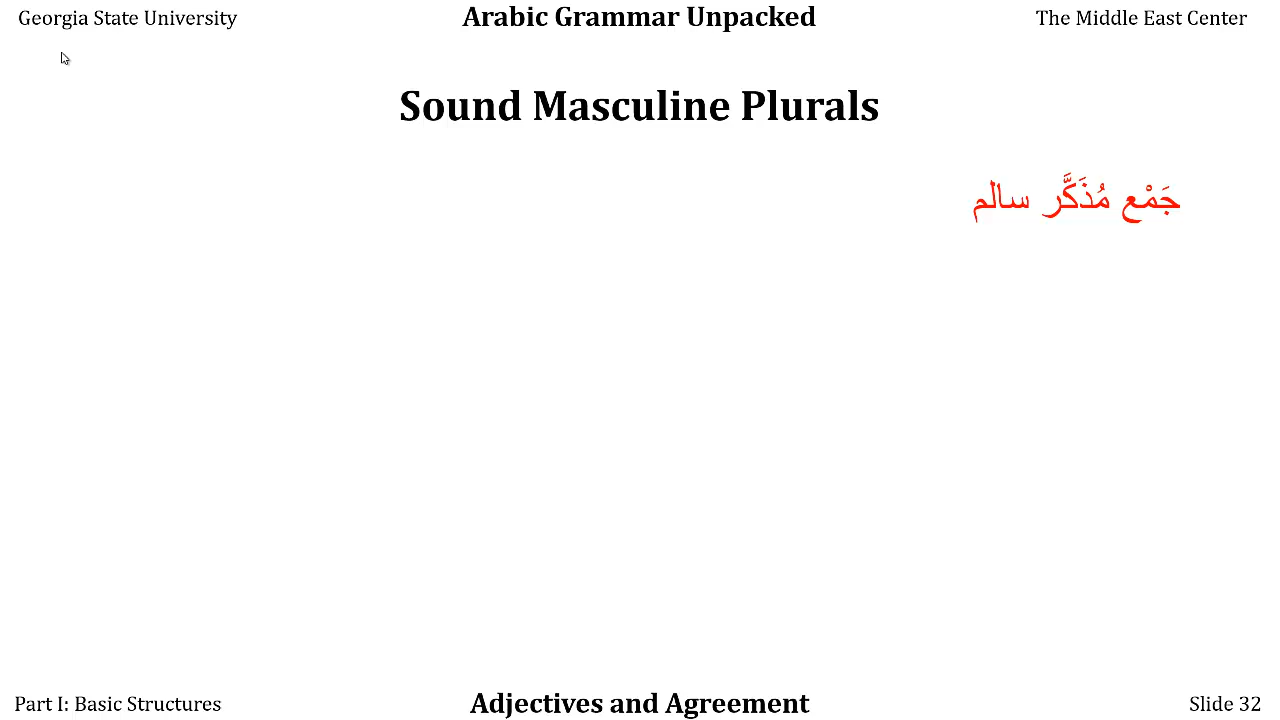 Georgia State University
Arabic Grammar Unpacked
The Middle East Center
Sound Masculine Plurals
جَمْع مُذَكَّر سالم
Part I: Basic Structures
Adjectives and Agreement
Slide 32